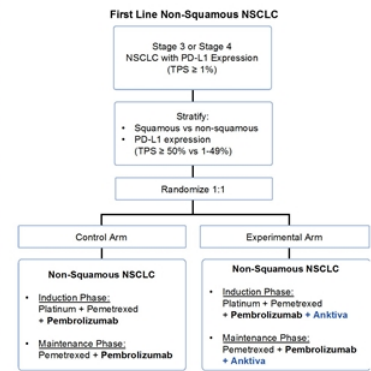 First Line Non-Squamous NSCLC
Stage 3 or Stage 4
NSCLC with PD-L1 Expression
(TPS ≥ 1%)
Stratify:
• Squamous vs non-squamous
• PD-L1 expression
(TPS ≥ 50% vs 1-49%)
Randomize 1:1
Control Arm
Non-Squamous NSCLC
• Induction Phase:
Platinum + Pemetrexed
+ Pembrolizumab
• Maintenance Phase:
Pemetrexed + Pembrolizumab
Experimental Arm
Non-Squamous NSCLC
• Induction Phase:
Platinum + Pemetrexed
+ Pembrolizumab + Anktiva
• Maintenance Phase:
Pemetrexed + Pembrolizumab
+ Anktiva